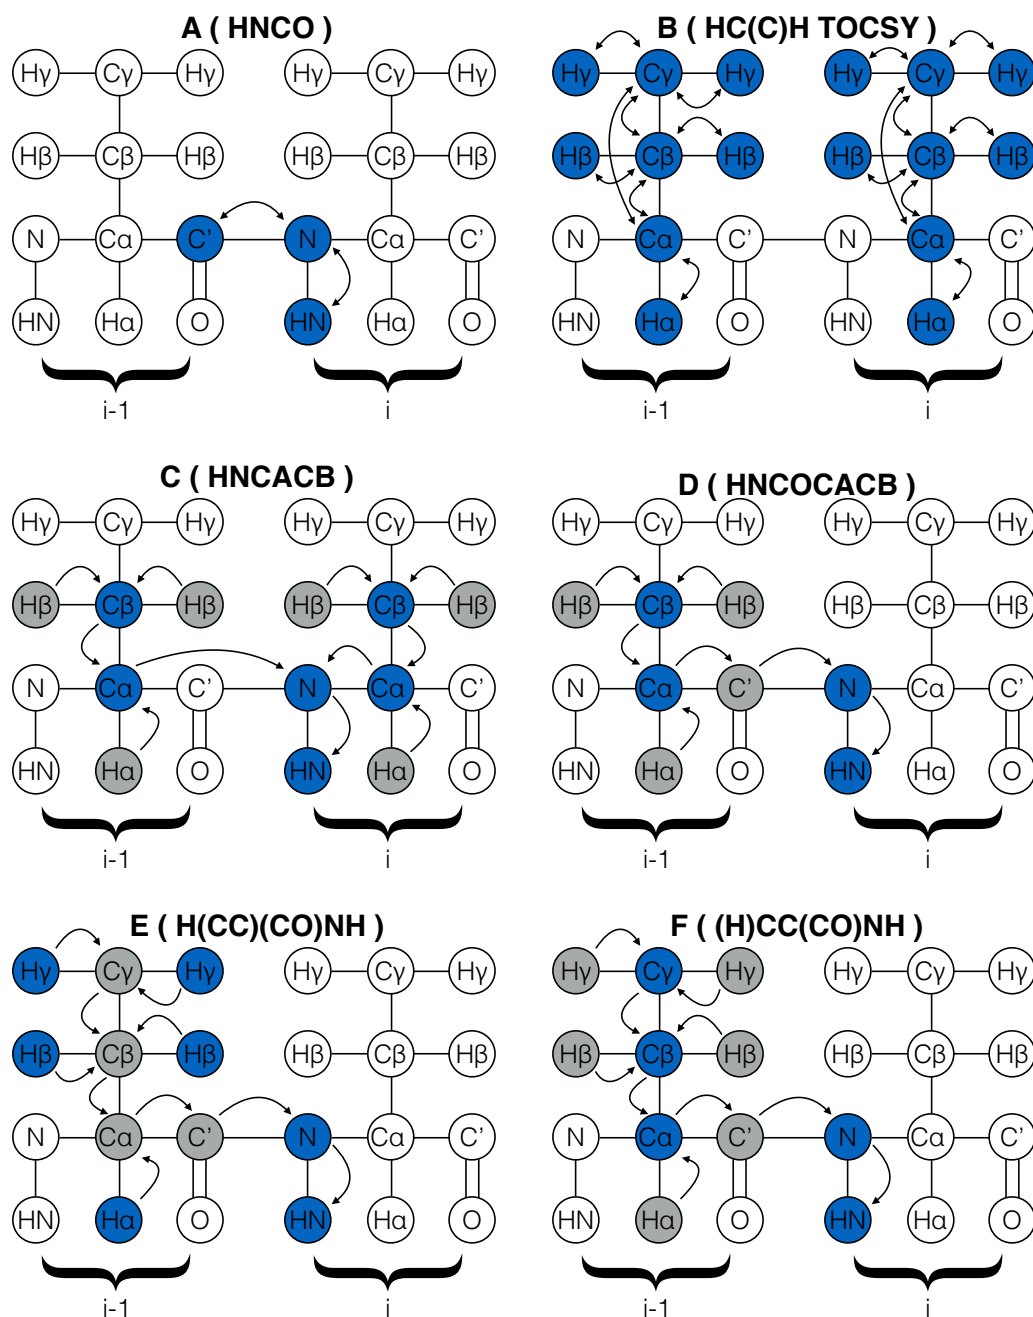 A ( HNCO )
B ( HC(C)H TOCSY )
Hγ Cγ Hγ Hγ Cγ Hγ Hγ Cγ Hγ Hγ Cγ Hγ
Hβ Cβ Hβ Hβ Cβ Hβ Hβ Cβ Hβ Hβ Cβ Hβ
N Cα C' N Cα C' N Cα C' N Cα C'
HN Hα O HN Hα O HN Hα O HN Hα O
i-1 i i-1 i
C ( HNCACB )
D ( HNCOCACB )
Hγ Cγ Hγ Hγ Cγ Hγ Hγ Cγ Hγ Hγ Cγ Hγ
Hβ Cβ Hβ Hβ Cβ Hβ Hβ Cβ Hβ Hβ Cβ Hβ
N Cα C' N Cα C' N Cα C' N Cα C'
HN Hα O HN Hα O HN Hα O HN Hα O
i-1 i i-1 i
E ( H(CC)(CO)NH )
F ( (H)CC(CO)NH )
Hγ Cγ Hγ Hγ Cγ Hγ Hγ Cγ Hγ Hγ Cγ Hγ
Hβ Cβ Hβ Hβ Cβ Hβ Hβ Cβ Hβ Hβ Cβ Hβ
N Cα C' N Cα C' N Cα C' N Cα C'
HN Hα O HN Hα O HN Hα O HN Hα O
i-1 i i-1 i